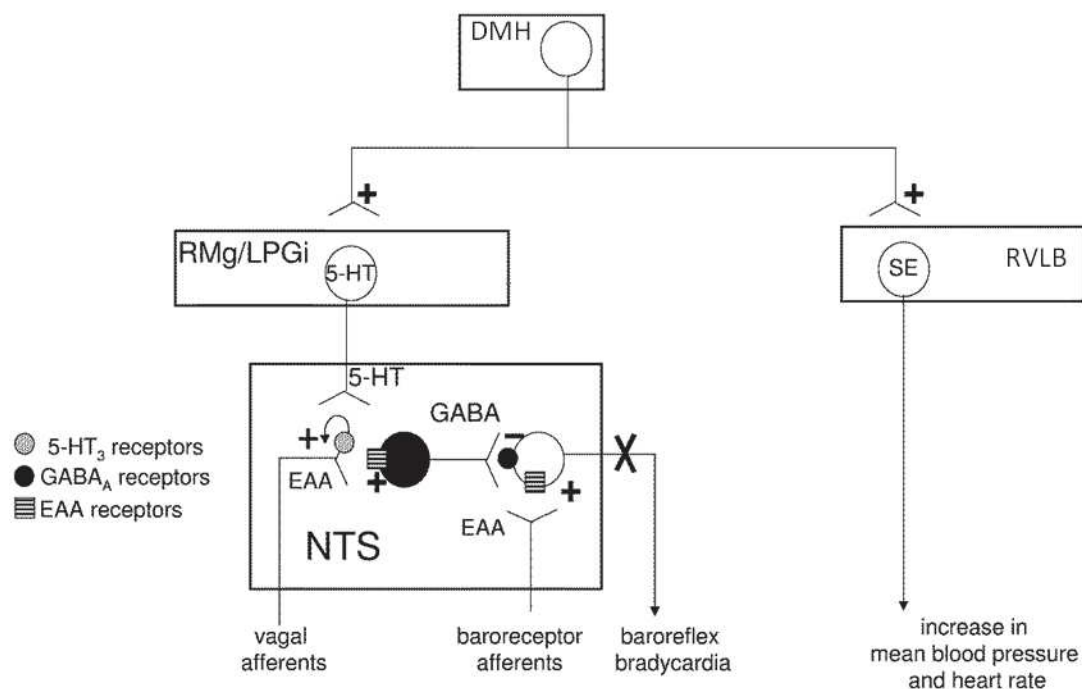 DMH
+
+
RMg/LPGi
5-HT
SE
RVLB
5-HT
GABA
5-HT₃ receptors
GABA_A receptors
EAA receptors
+
EAA
+
−
+
EAA
X
NTS
vagal
afferents
baroreceptor
afferents
baroreflex
bradycardia
increase in
mean blood pressure
and heart rate